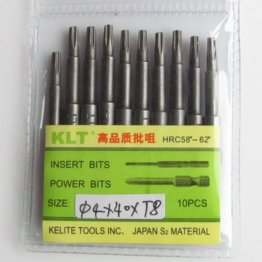 KLT 高品质批咀 HRC58°-62°
INSERT BITS
POWER BITS
SIZE: Φ4×40×T8 10PCS
KELITE TOOLS INC. JAPAN S2 MATERIAL